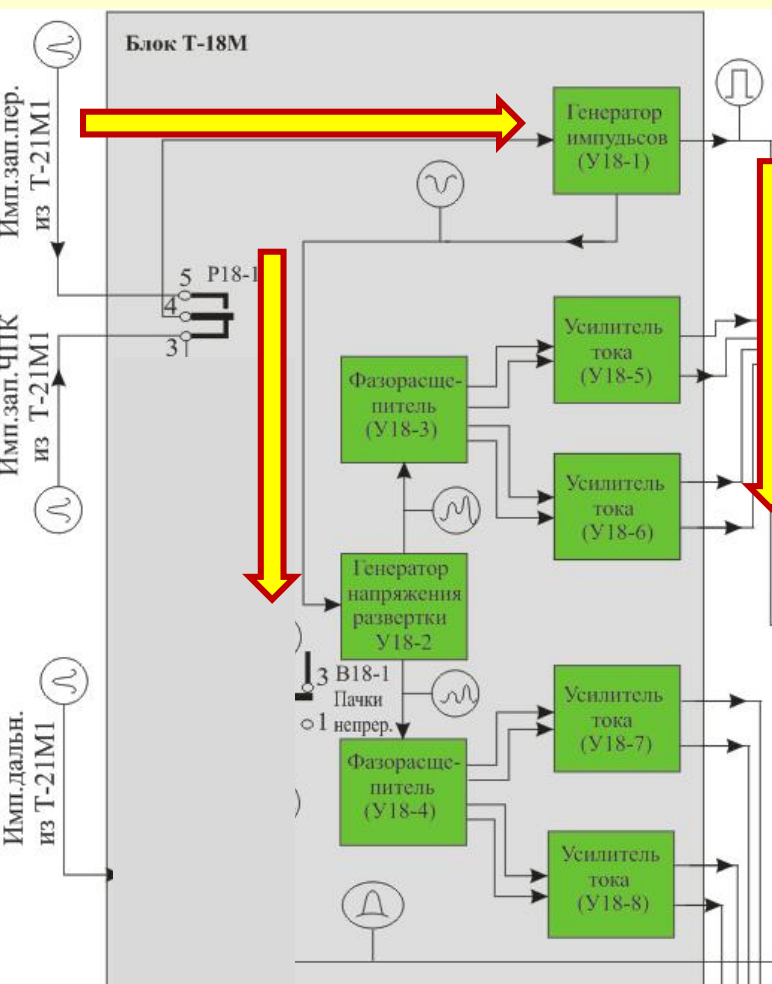 Блок Т-18М
Имп.зап.пер.
из Т-21М1
Генератор
импудьсов
(У18-1)
5 Р18-1
4
3
Имп.зап.ЧПК
из Т-21М1
Усилитель
тока
(У18-5)
Фазорасще-
питель
(У18-3)
Усилитель
тока
(У18-6)
Генератор
напряжения
развертки
У18-2
3 В18-1
Пачки
1 непрер.
Имп.дальн.
из Т-21М1
Усилитель
тока
(У18-7)
Фазорасще-
питель
(У18-4)
Усилитель
тока
(У18-8)